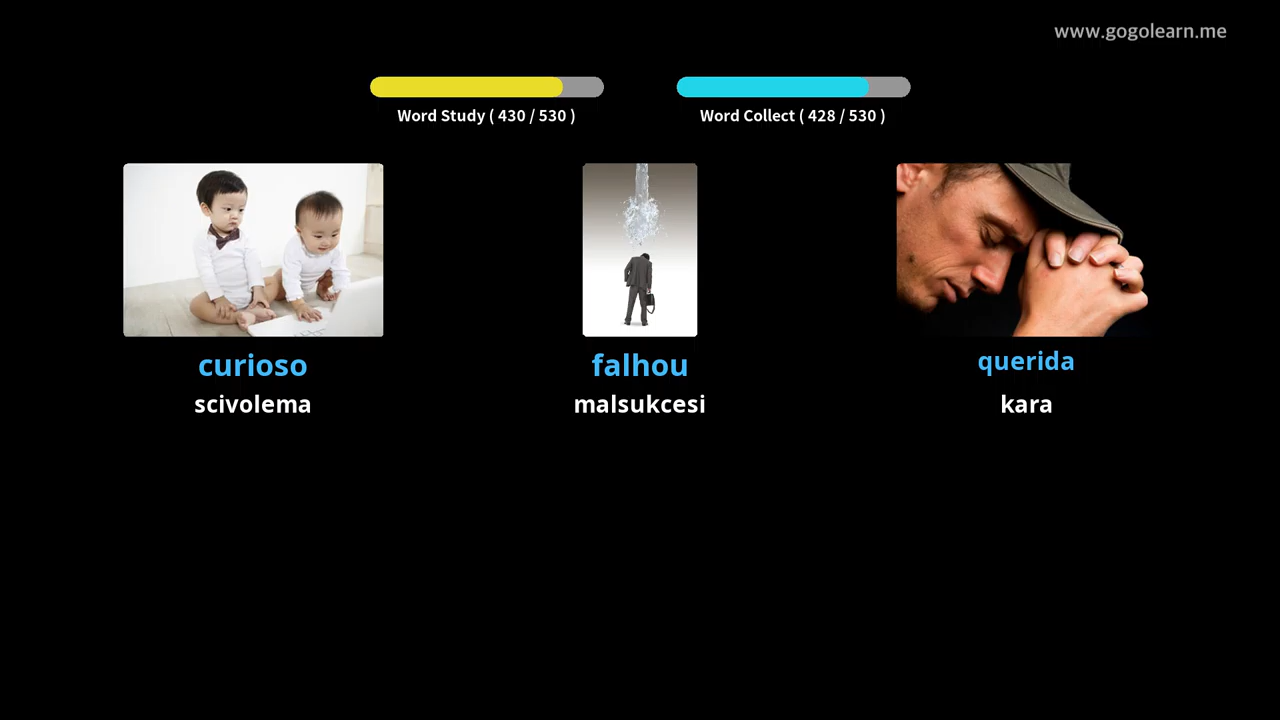 www.gogolearn.me
Word Study ( 430 / 530 )
Word Collect ( 428 / 530 )
curioso
falhou
querida
scivolema
malsukcesi
kara